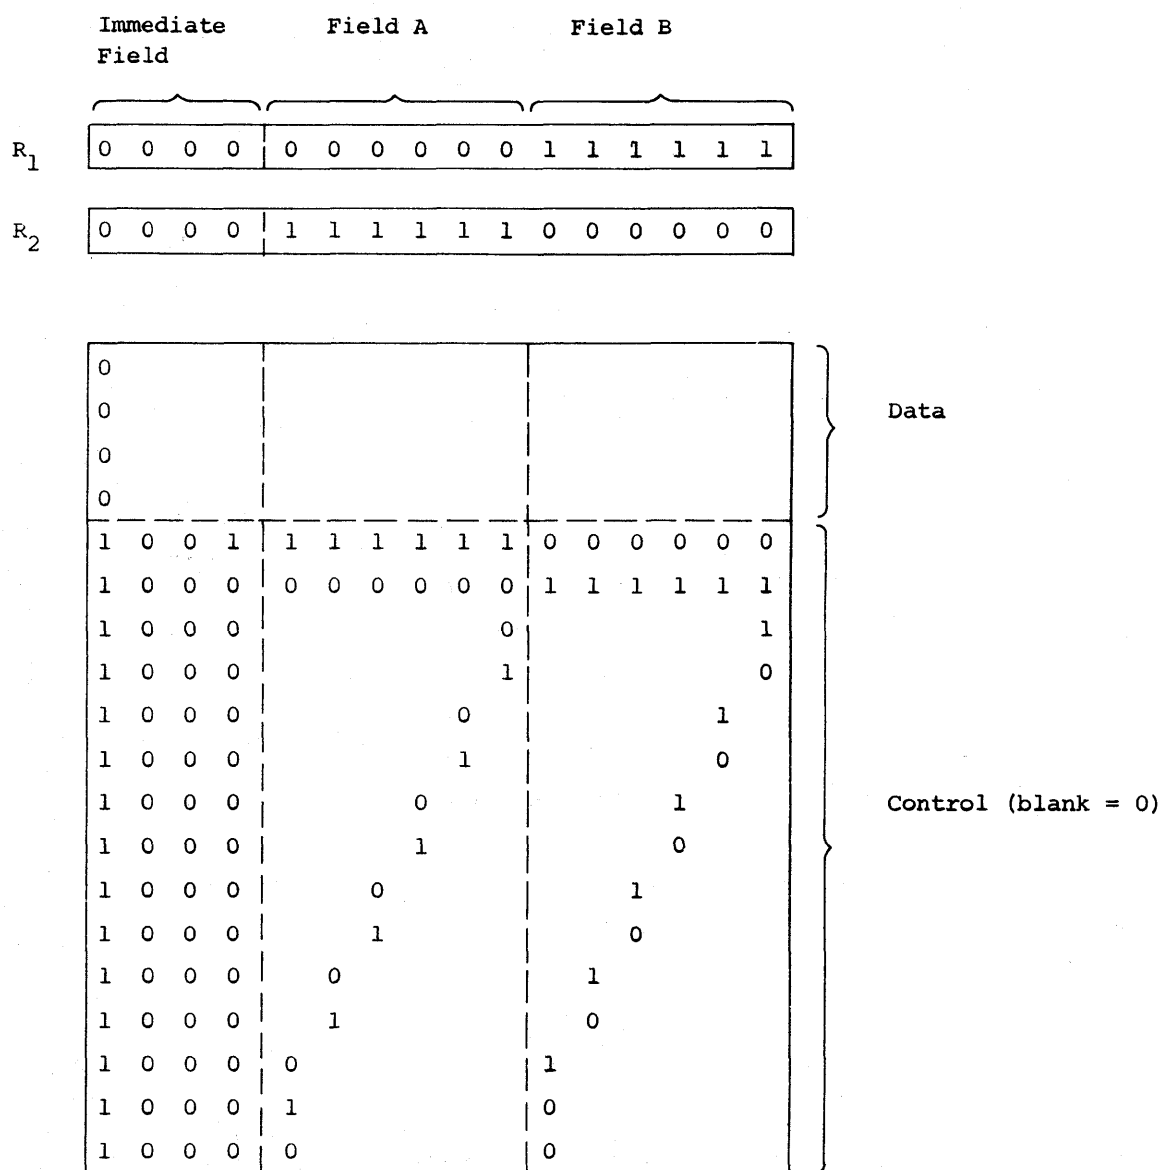 Immediate Field A Field B
Field
R1 0 0 0 0 0 0 0 0 0 0 1 1 1 1 1 1
R2 0 0 0 0 1 1 1 1 1 1 0 0 0 0 0 0
0
0 Data
0
0
1 0 0 1 1 1 1 1 1 1 0 0 0 0 0 0
1 0 0 0 0 0 0 0 0 0 1 1 1 1 1 1
1 0 0 0 0 1
1 0 0 0 1 0
1 0 0 0 0 1
1 0 0 0 1 0
1 0 0 0 0 1 Control (blank = 0)
1 0 0 0 1 0
1 0 0 0 0 1
1 0 0 0 1 0
1 0 0 0 0 1
1 0 0 0 1 0
1 0 0 0 0 1
1 0 0 0 1 0
1 0 0 0 0 0